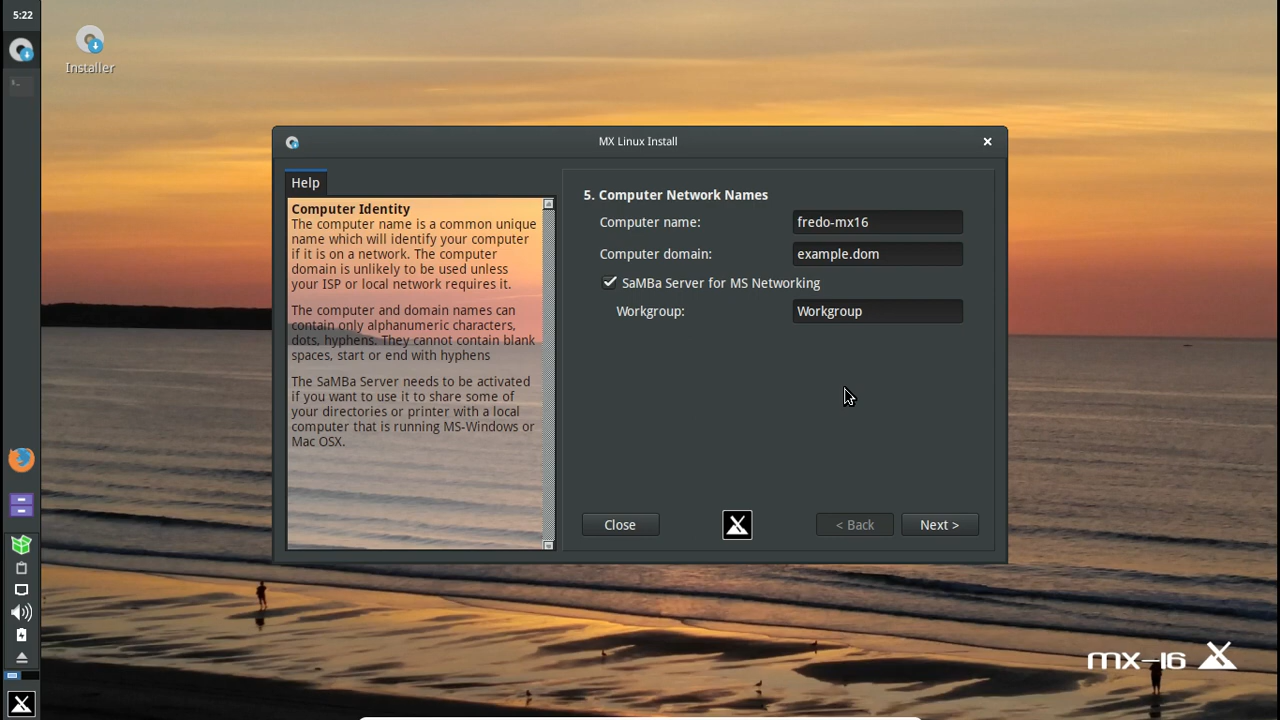 5:22
Installer
MX Linux Install
Help
Computer Identity
The computer name is a common unique
name which will identify your computer
if it is on a network. The computer
domain is unlikely to be used unless
your ISP or local network requires it.
The computer and domain names can
contain only alphanumeric characters,
dots, hyphens. They cannot contain blank
spaces, start or end with hyphens
The SaMBa Server needs to be activated
if you want to use it to share some of
your directories or printer with a local
computer that is running MS-Windows or
Mac OSX.
5. Computer Network Names
Computer name:
fredo-mx16
Computer domain:
example.dom
SaMBa Server for MS Networking
Workgroup:
Workgroup
Close
< Back
Next >
mx-16